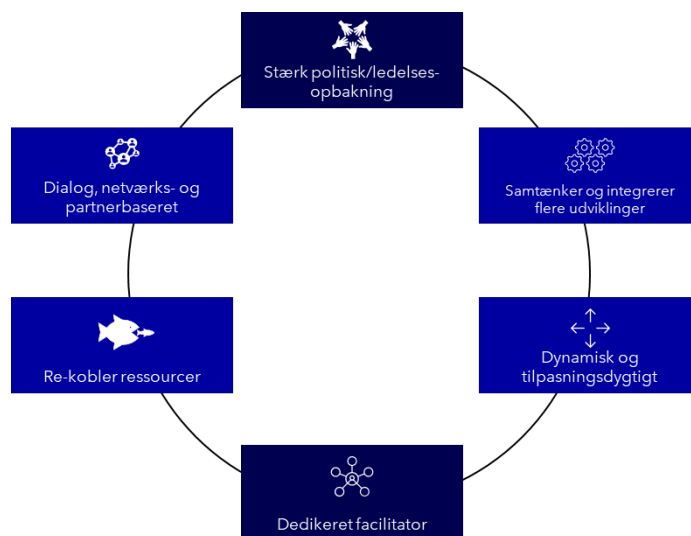 Stærk politisk/ledelses-
opbakning
Dialog, netværks- og
partnerbaseret
Samtænker og integrerer
flere udviklinger
Re-kobler ressourcer
Dynamisk og
tilpasningsdygtigt
Dedikeret facilitator